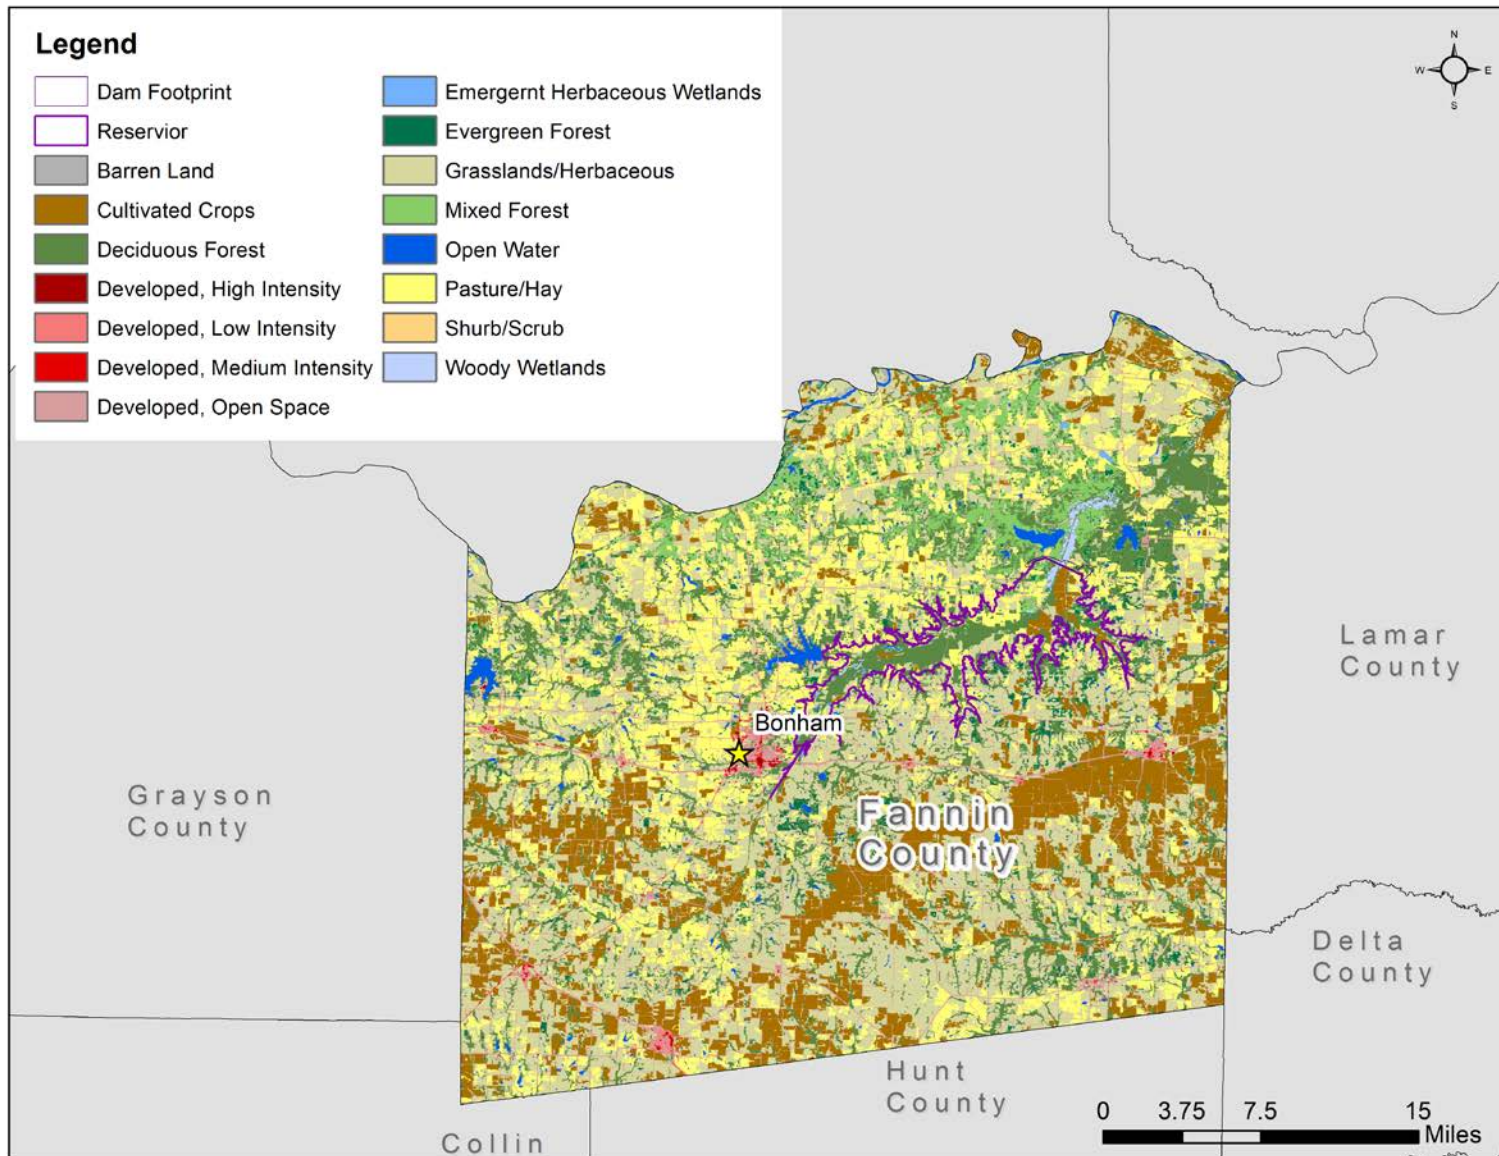 Legend
Dam Footprint
Reservior
Barren Land
Cultivated Crops
Deciduous Forest
Developed, High Intensity
Developed, Low Intensity
Developed, Medium Intensity
Developed, Open Space
Emergernt Herbaceous Wetlands
Evergreen Forest
Grasslands/Herbaceous
Mixed Forest
Open Water
Pasture/Hay
Shurb/Scrub
Woody Wetlands
N
W E
S
Lamar
County
Bonham
Grayson
County
Fannin
County
Delta
County
Hunt
County
Collin
0 3.75 7.5 15
Miles